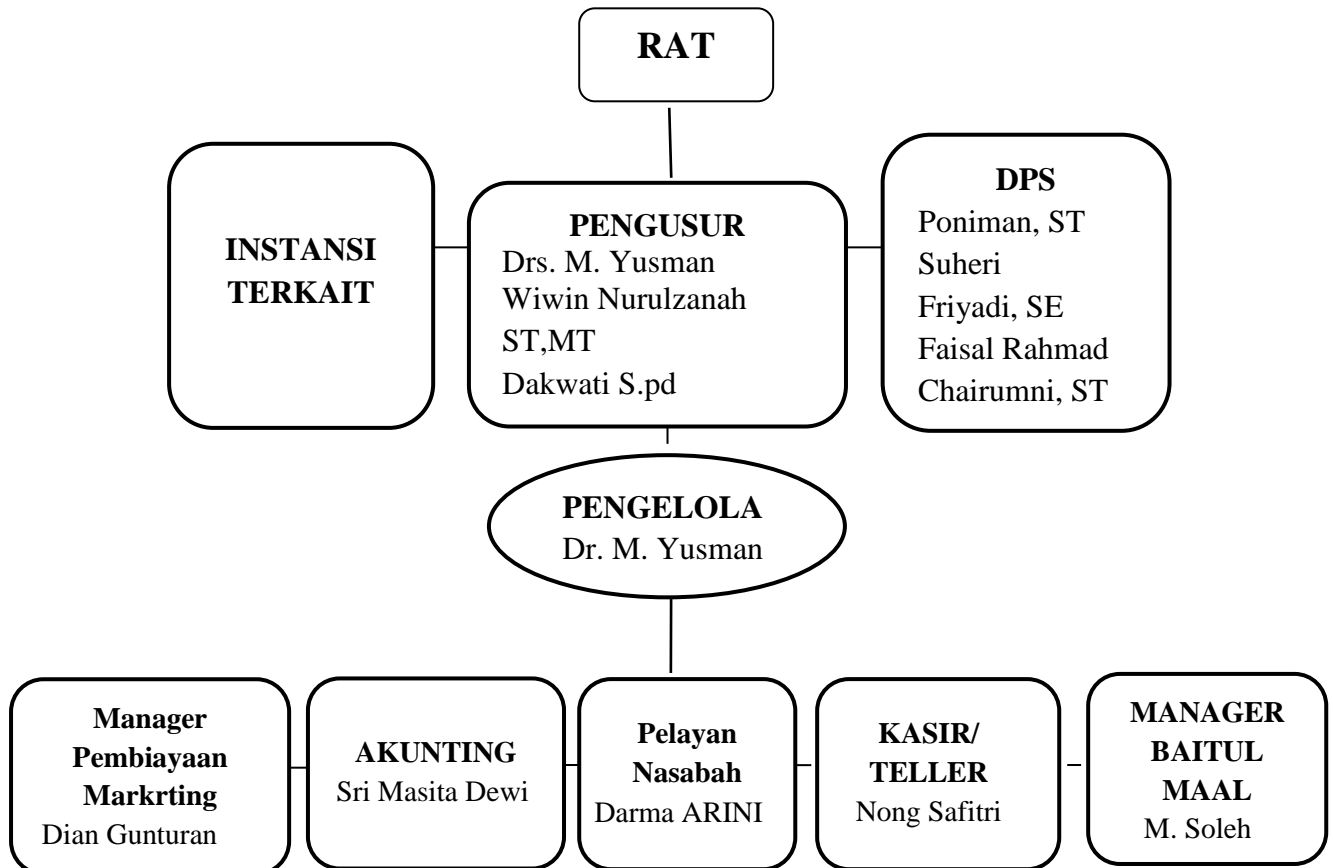 RAT
INSTANSI
TERKAIT
PENGUSUR
Drs. M. Yusman
Wiwin Nurulzanah
ST,MT
Dakwati S.pd
DPS
Poniman, ST
Suheri
Friyadi, SE
Faisal Rahmad
Chairumni, ST
PENGELOLA
Dr. M. Yusman
Manager
Pembiayaan
Markrting
Dian Gunturan
AKUNTING
Sri Masita Dewi
Pelayan
Nasabah
Darma ARINI
KASIR/
TELLER
Nong Safitri
MANAGER
BAITUL
MAAL
M. Soleh